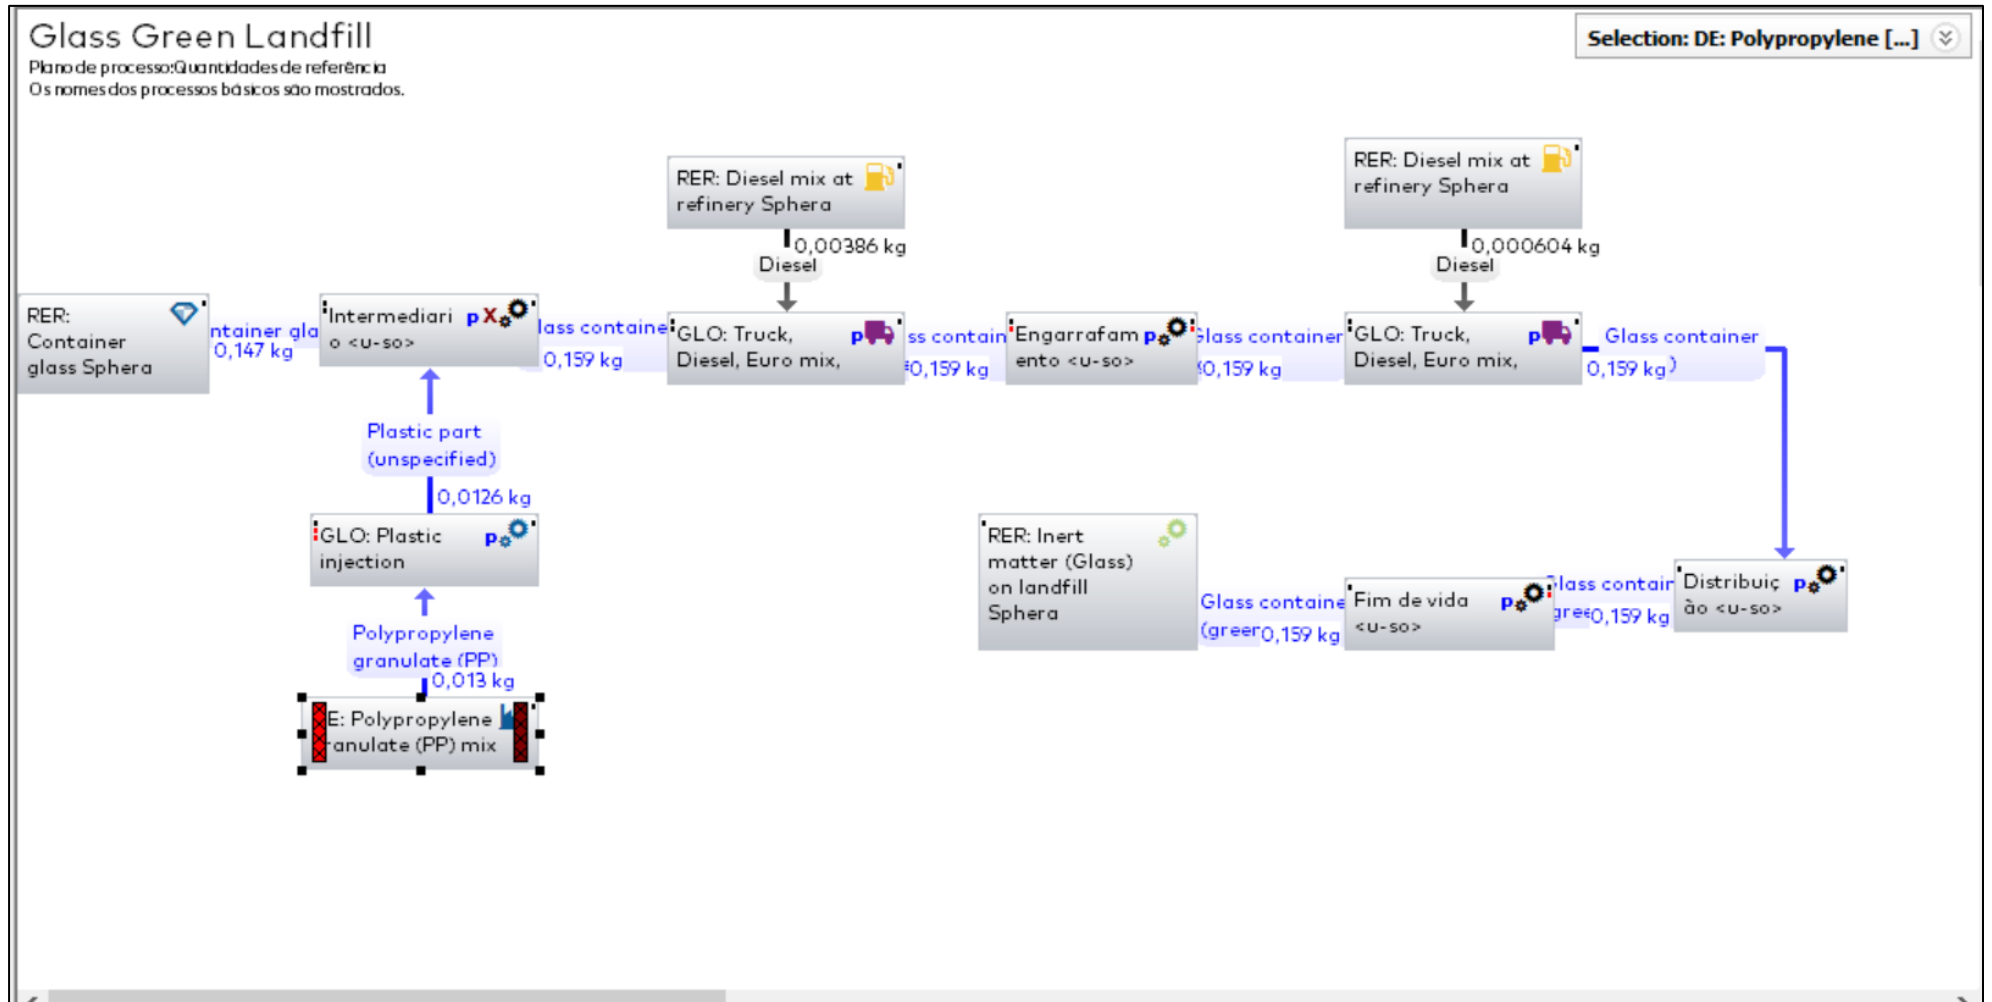 Glass Green Landfill
Plano de processo:Quantidades de referência
Os nomes dos processos básicos são mostrados.
Selection: DE: Polypropylene [...]
RER: Diesel mix at
refinery Sphera
0,00386 kg
Diesel
RER: Diesel mix at
refinery Sphera
0,000604 kg
Diesel
RER:
Container
glass Sphera
ntainer gla
0,147 kg
Intermediari
o <u-so>
pX
lass containe
0,159 kg
GLO: Truck,
Diesel, Euro mix,
p
ss contain
0,159 kg
Engarrafam
ento <u-so>
p
lass container
0,159 kg
GLO: Truck,
Diesel, Euro mix,
p
Glass container
0,159 kg)
Plastic part
(unspecified)
0,0126 kg
GLO: Plastic
injection
p
Polypropylene
granulate (PP)
0,013 kg
E: Polypropylene
ranulate (PP) mix
RER: Inert
matter (Glass)
on landfill
Sphera
Glass containe
(green
0,159 kg
Fim de vida
<u-so>
p
lass contain
gree
0,159 kg
Distribuiç
ão <u-so>
p